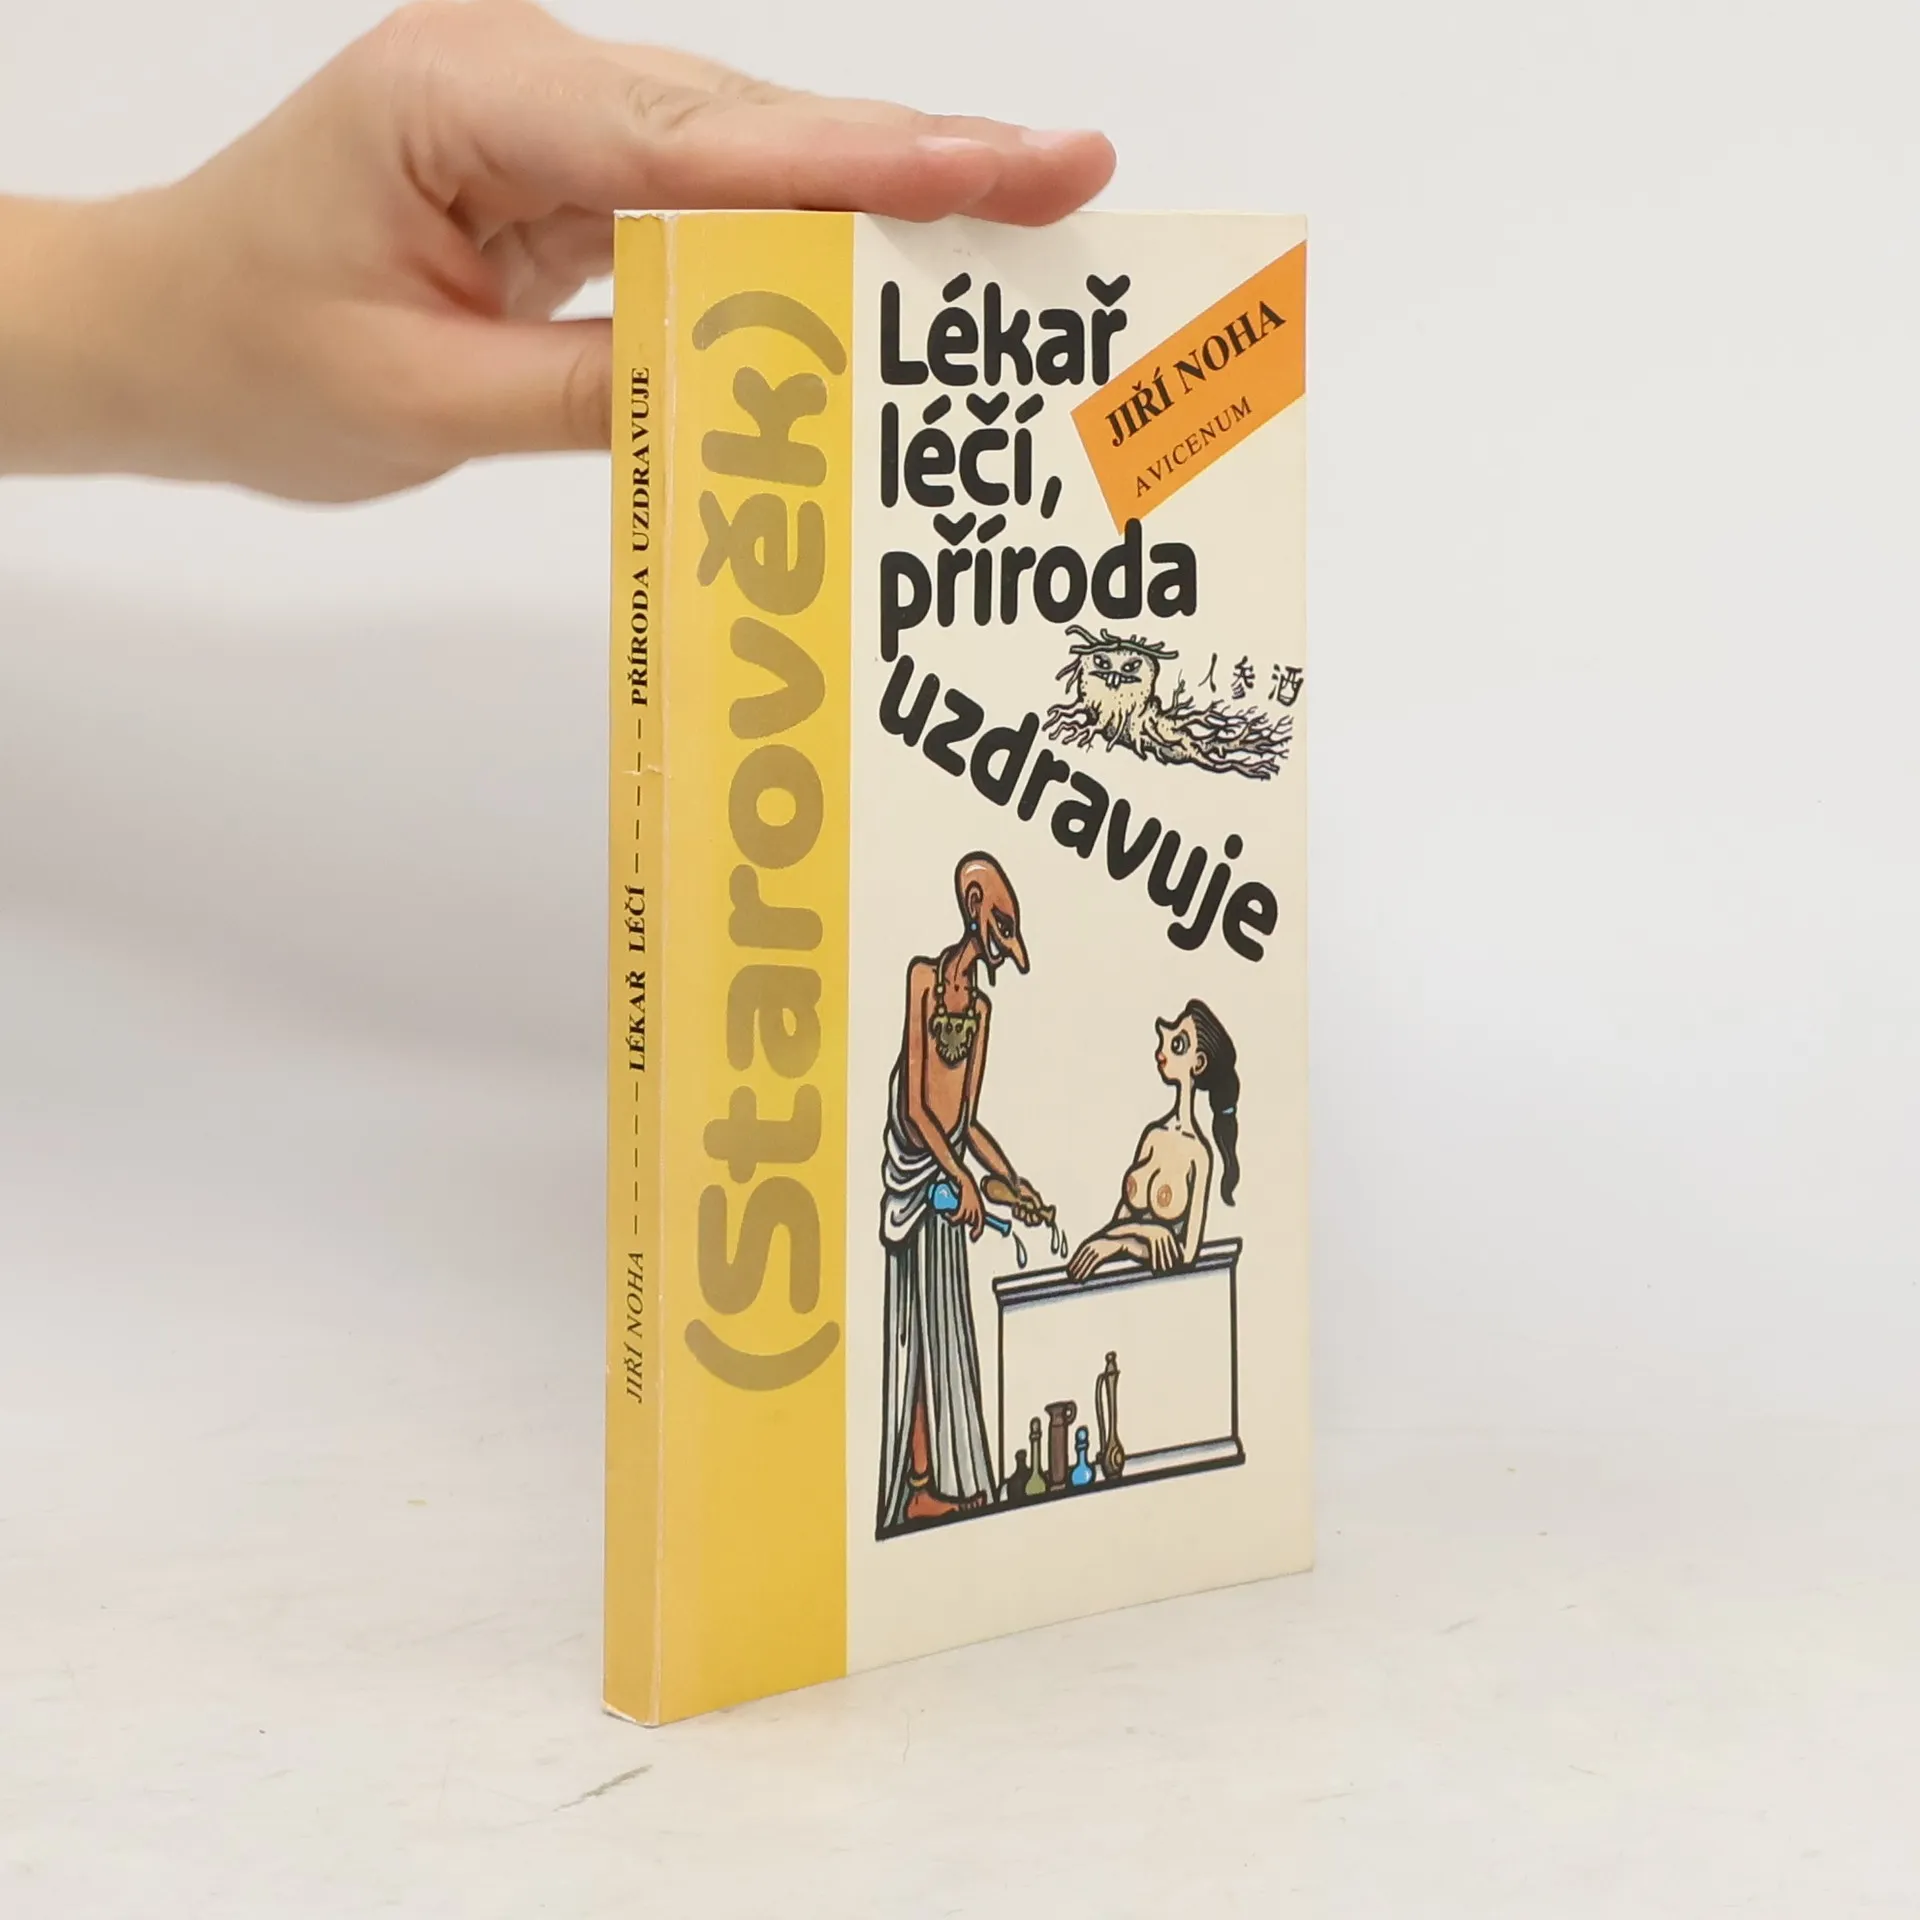 JIŘÍ NOHA – – – – LÉKAŘ LÉČÍ – – – – – PŘÍRODA UZDRAVUJE
(Starověk)
Lékař
léčí,
příroda
uzdravuje
JIŘÍ NOHA
AVICENUM
人参酒